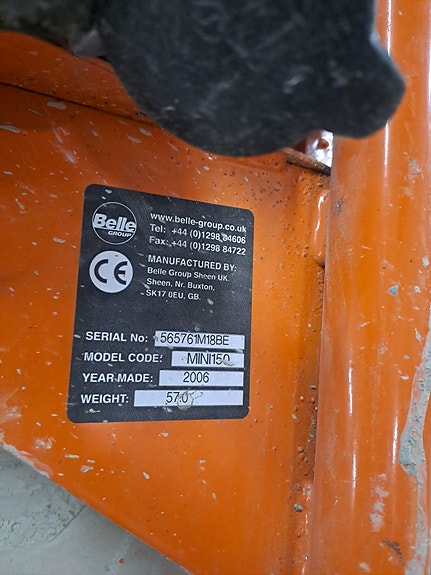 Belle
GROUP
www.belle-group.co.uk
Tel: +44 (0)1298 84606
Fax: +44 (0)1298 84722
CE
MANUFACTURED BY:
Belle Group Sheen UK
Sheen, Nr. Buxton,
SK17 0EU, GB.
SERIAL No: 565761M18BE
MODEL CODE: MINI150
YEAR MADE: 2006
WEIGHT: 57.0